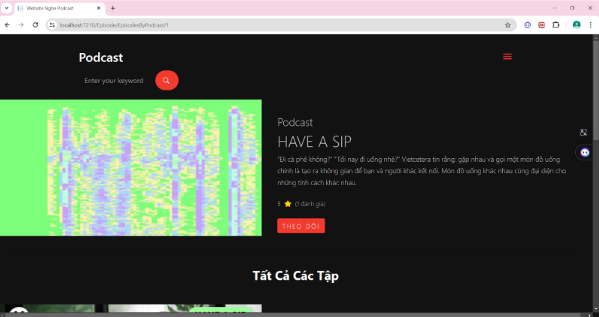 Website Nghe Podcast
localhost:7216/Episode/EpisodesByPodcast/1
Podcast
Enter your keyword
Podcast
HAVE A SIP
"Đi cà phê không?" "Tối nay đi uống nhé?" Vietcetera tin rằng: gặp nhau và gọi một món đồ uống
chính là tạo ra không gian để bạn và người khác kết nối. Món đồ uống khác nhau cũng đại diện cho
những tính cách khác nhau.
5 (1 đánh giá)
THEO DÕI
Tất Cả Các Tập
HAVE A SIP